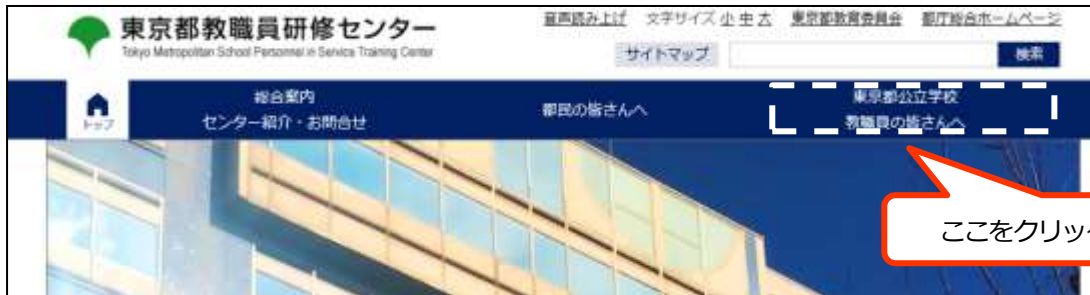 東京都教職員研修センター
Tokyo Metropolitan School Personnel in Service Training Center
音声読み上げ 文字サイズ 小 中 大 東京都教育委員会 都庁総合ホームページ
サイトマップ
検索
トップ
総合案内
センター紹介・お問合せ
都民の皆さんへ
東京都公立学校
教職員の皆さんへ
ここをクリッ